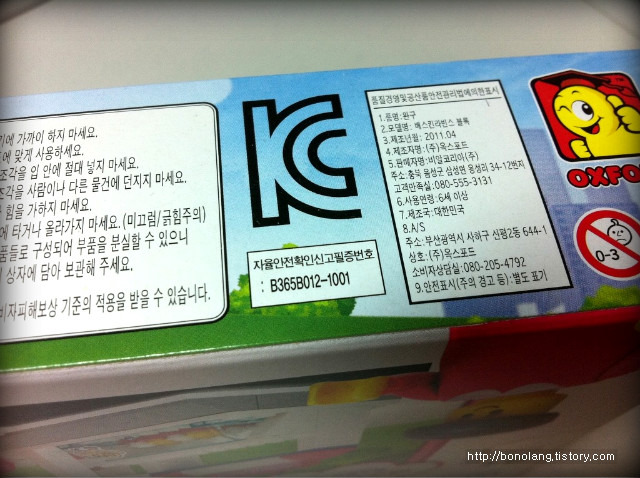 기에 가까이 하지 마세요.
에 맞게 사용하세요.
조각을 입 안에 절대 넣지 마세요.
조각을 사람이나 다른 물건에 던지지 마세요.
힘을 가하지 마세요.
에 타거나 올라가지 마세요.(미끄럼/긁힘주의)
품들로 구성되어 부품을 분실할 수 있으니
상자에 담아 보관해 주세요.
비자피해보상 기준의 적용을 받을 수 있습니다.
KC
자율안전확인신고필증번호
: B365B012-1001
품질경영및공산품안전관리법에의한표시
1.품명:완구
2.모델명: 배스킨라빈스 블록
3.제조년월:2011.04
4.제조자명:(주)옥스포드
5.판매자명:비알코리아(주)
주소:충북 음성군 삼성면 용성리 34-12번지
고객만족실:080-555-3131
6.사용연령:6세 이상
7.제조국:대한민국
8.A/S
주소:부산광역시 사하구 신평2동 644-1
상호:(주)옥스포드
소비자상담실:080-205-4792
9.안전표시(주의 경고 등):별도 표기
OXFO
0-3
http://bonolang.tistory.com